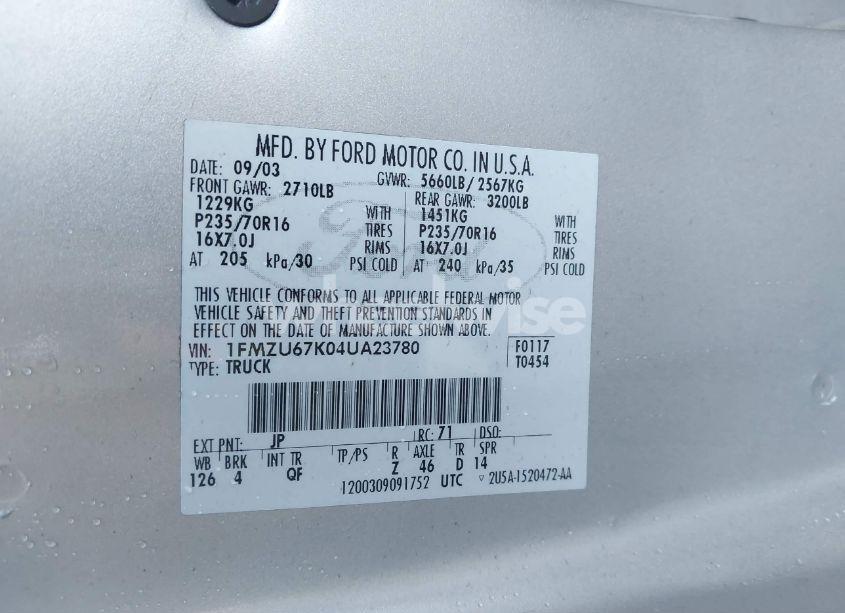 MFD. BY FORD MOTOR CO. IN U.S.A.
DATE: 09/03 GVWR: 5660LB/ 2567KG
FRONT GAWR: 2710LB REAR GAWR: 3200LB
1229KG WITH 1451KG WITH
P235/70R16 TIRES P235/70R16 TIRES
16X7.0J RIMS 16X7.0J RIMS
AT 205 kPa/30 PSI COLD AT 240 kPa/35 PSI COLD
THIS VEHICLE CONFORMS TO ALL APPLICABLE FEDERAL MOTOR
VEHICLE SAFETY AND THEFT PREVENTION STANDARDS IN
EFFECT ON THE DATE OF MANUFACTURE SHOWN ABOVE.
VIN: 1FMZU67K04UA23780 F0117
TYPE: TRUCK T0454
EXT PNT: JP RC: 71 DSO:
WB BRK INT TR TP/PS R AXLE TR SPR
126 4 QF Z 46 D 14
1200309091752 UTC ▽ 2U5A-1520472-AA